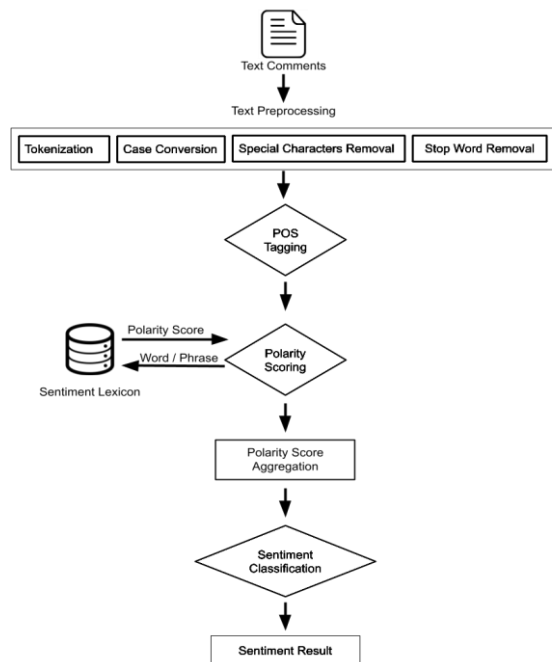 Text Comments
Text Preprocessing
Tokenization
Case Conversion
Special Characters Removal
Stop Word Removal
POS
Tagging
Polarity Score
Word / Phrase
Sentiment Lexicon
Polarity
Scoring
Polarity Score
Aggregation
Sentiment
Classification
Sentiment Result